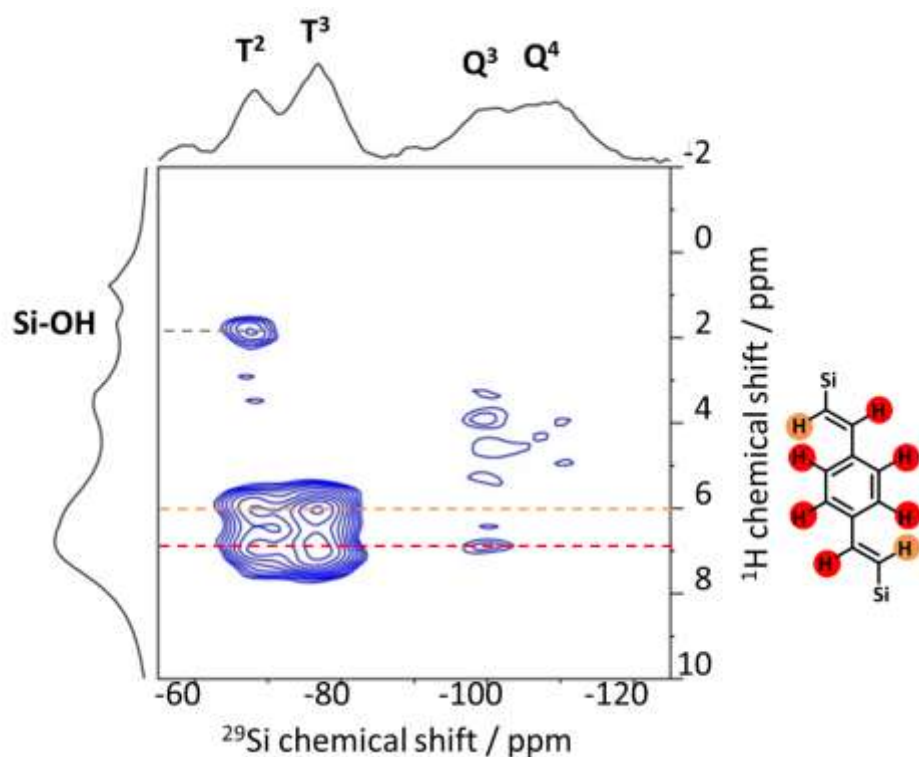 T² T³ Q³ Q⁴
-2
0
Si-OH
2
4
6
8
10
¹H chemical shift / ppm
-60 -80 -100 -120
²⁹Si chemical shift / ppm
Si
H H
H H
H H
H H
Si